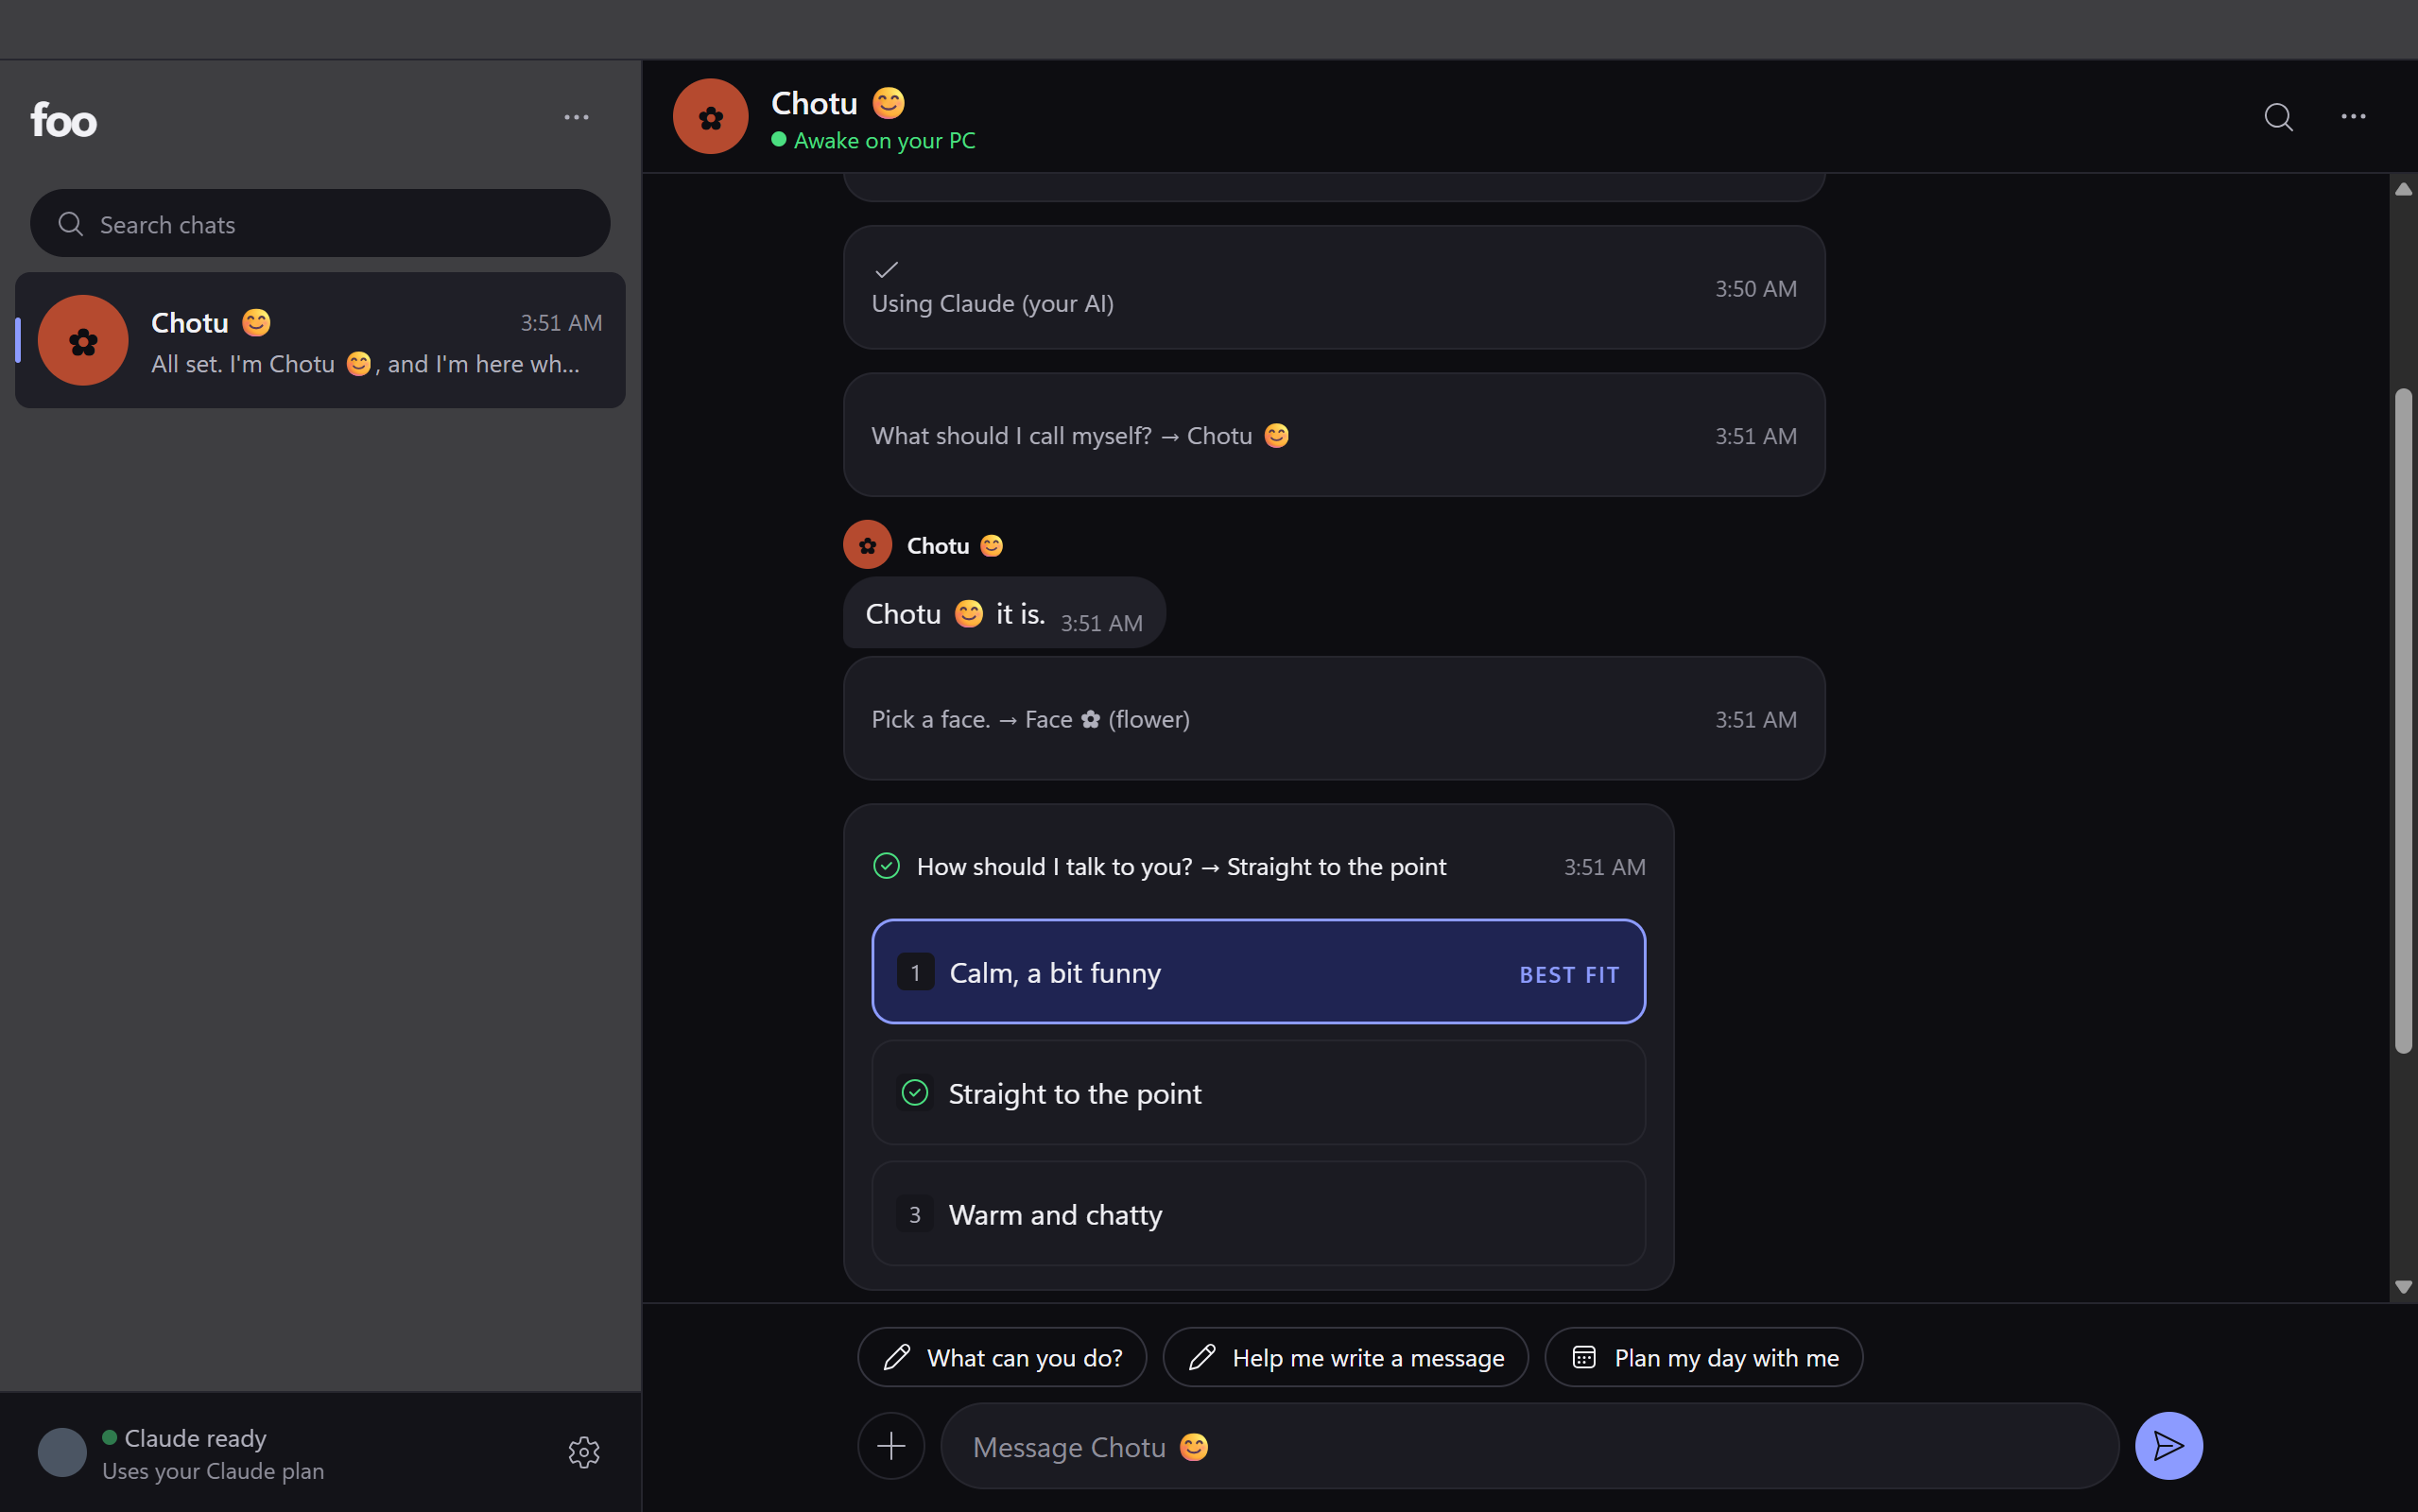 foo
Search chats
Chotu 😊 3:51 AM
All set. I'm Chotu 😊, and I'm here wh...
Claude ready
Uses your Claude plan
Chotu 😊
Awake on your PC
Using Claude (your AI) 3:50 AM
What should I call myself? → Chotu 😊 3:51 AM
Chotu 😊
Chotu 😊 it is. 3:51 AM
Pick a face. → Face ✿ (flower) 3:51 AM
How should I talk to you? → Straight to the point 3:51 AM
1 Calm, a bit funny BEST FIT
Straight to the point
3 Warm and chatty
What can you do? Help me write a message Plan my day with me
Message Chotu 😊